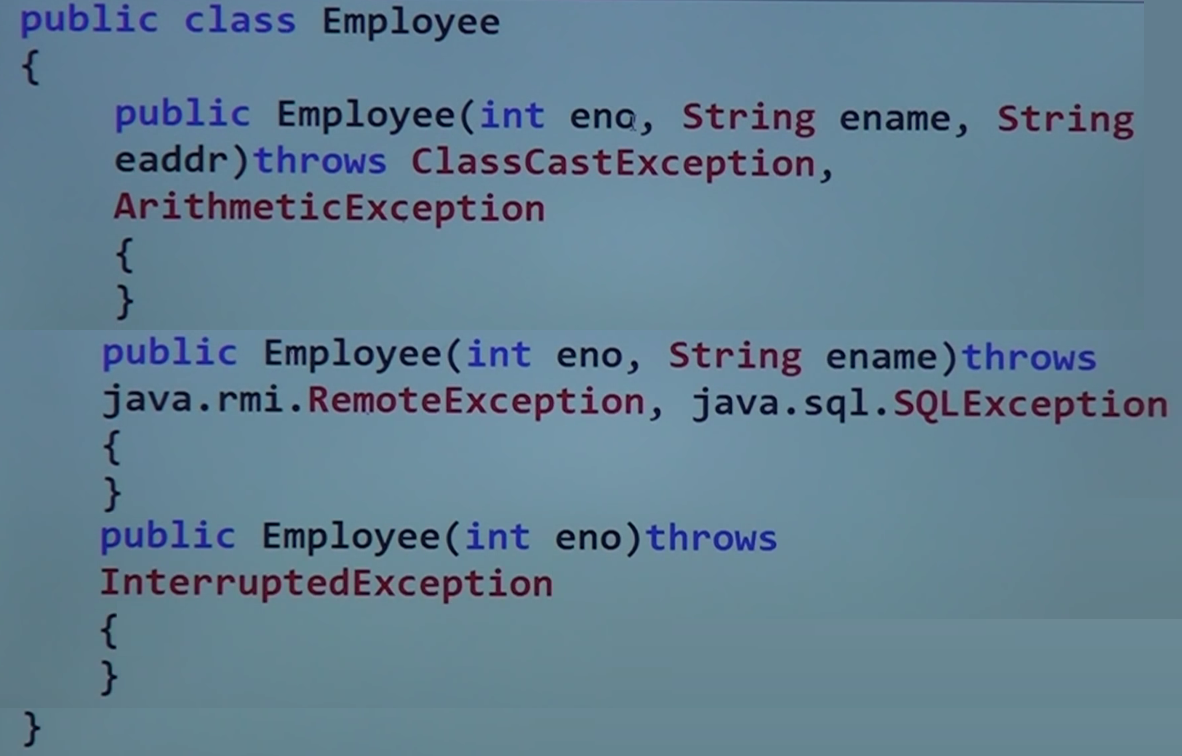 public class Employee
{
public Employee(int eno, String ename, String
eaddr)throws ClassCastException,
ArithmeticException
{
}
public Employee(int eno, String ename)throws
java.rmi.RemoteException, java.sql.SQLException
{
}
public Employee(int eno)throws
InterruptedException
{
}
}